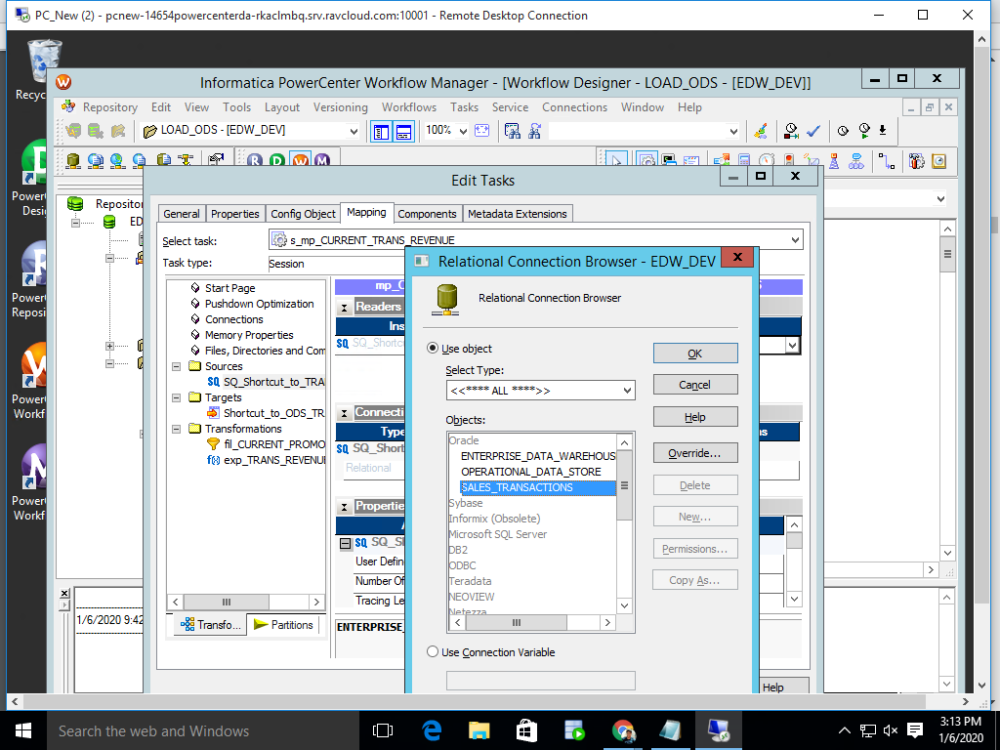 PC_New (2) - pcnew-14654powercenterda-rkaclmbq.srv.ravcloud.com:10001 - Remote Desktop Connection
Recyc
Informatica PowerCenter Workflow Manager - [Workflow Designer - LOAD_ODS - [EDW_DEV]]
Repository Edit View Tools Layout Versioning Workflows Tasks Service Connections Window Help
LOAD_ODS - [EDW_DEV]
100%
R D W M
Edit Tasks
Power
Desi
Repositor
ED
General Properties Config Object Mapping Components Metadata Extensions
Select task:
s_mp_CURRENT_TRANS_REVENUE
Task type:
Session
Relational Connection Browser - EDW_DEV
Power
Reposi
Start Page
Pushdown Optimization
Connections
Memory Properties
Files, Directories and Com
Sources
SQ_Shortcut_to_TRA
Targets
Shortcut_to_ODS_TR
Transformations
fil_CURRENT_PROMO
exp_TRANS_REVENU
mp_C
Readers
Ins
SQ_Shortc
Connecti
Type
SQ_Short
Relational
Propertie
SQ_Sh
User Defin
Number Of
Tracing Le
ENTERPRISE_
Power
Workf
Power
Workf
Relational Connection Browser
Use object
Select Type:
<<**** ALL ****>>
Objects:
Oracle
ENTERPRISE_DATA_WAREHOUS
OPERATIONAL_DATA_STORE
SALES_TRANSACTIONS
Sybase
Informix (Obsolete)
Microsoft SQL Server
DB2
ODBC
Teradata
NEOVIEW
Netezza
Use Connection Variable
OK
Cancel
Help
Override...
Delete
New...
Permissions...
Copy As...
Transfo... Partitions
1/6/2020 9:42
Help
Search the web and Windows
3:13 PM
1/6/2020